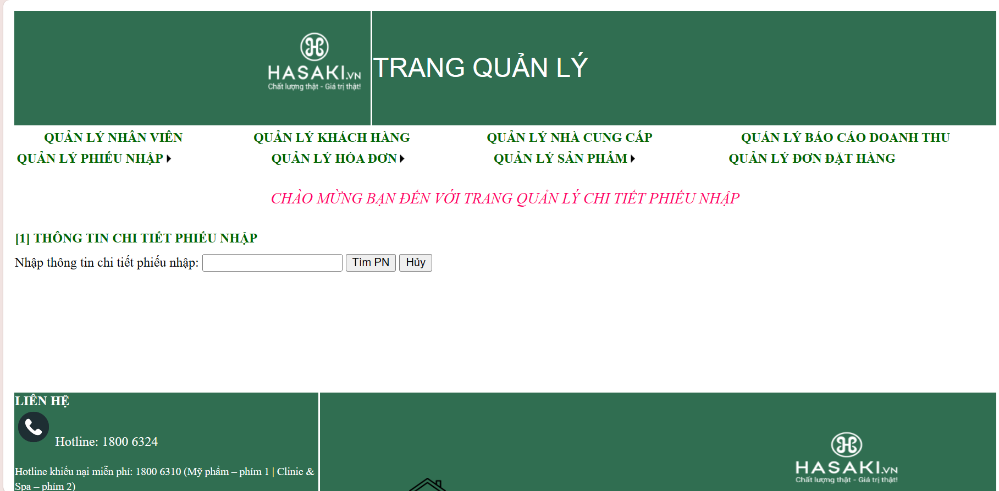 HASAKI.VN
Chất lượng thật - Giá trị thật!
TRANG QUẢN LÝ
QUẢN LÝ NHÂN VIÊN QUẢN LÝ KHÁCH HÀNG QUẢN LÝ NHÀ CUNG CẤP QUÁN LÝ BÁO CÁO DOANH THU
QUẢN LÝ PHIẾU NHẬP QUẢN LÝ HÓA ĐƠN QUẢN LÝ SẢN PHẨM QUẢN LÝ ĐƠN ĐẶT HÀNG
CHÀO MỪNG BẠN ĐẾN VỚI TRANG QUẢN LÝ CHI TIẾT PHIẾU NHẬP
[1] THÔNG TIN CHI TIẾT PHIẾU NHẬP
Nhập thông tin chi tiết phiếu nhập: Tìm PN Hủy
LIÊN HỆ
Hotline: 1800 6324
Hotline khiếu nại miễn phí: 1800 6310 (Mỹ phẩm – phím 1 | Clinic &
Spa – phím 2)
HASAKI.VN
Chất lượng thật - Giá trị thật!